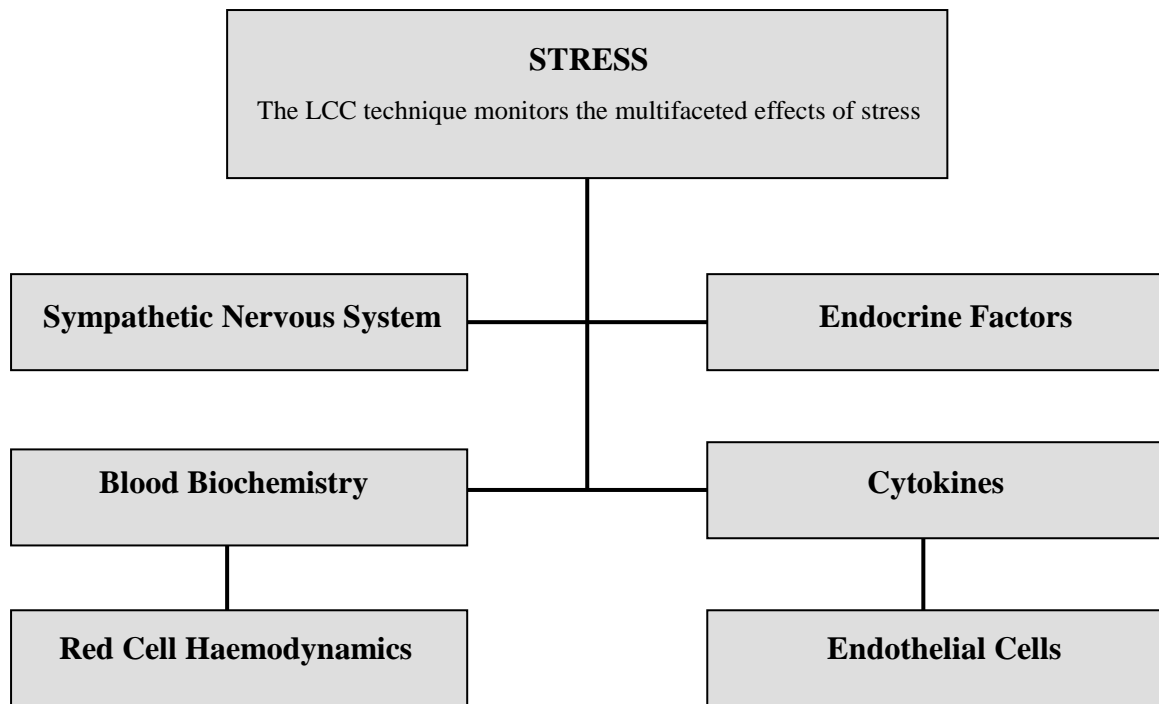 STRESS
The LCC technique monitors the multifaceted effects of stress
Sympathetic Nervous System
Endocrine Factors
Blood Biochemistry
Cytokines
Red Cell Haemodynamics
Endothelial Cells